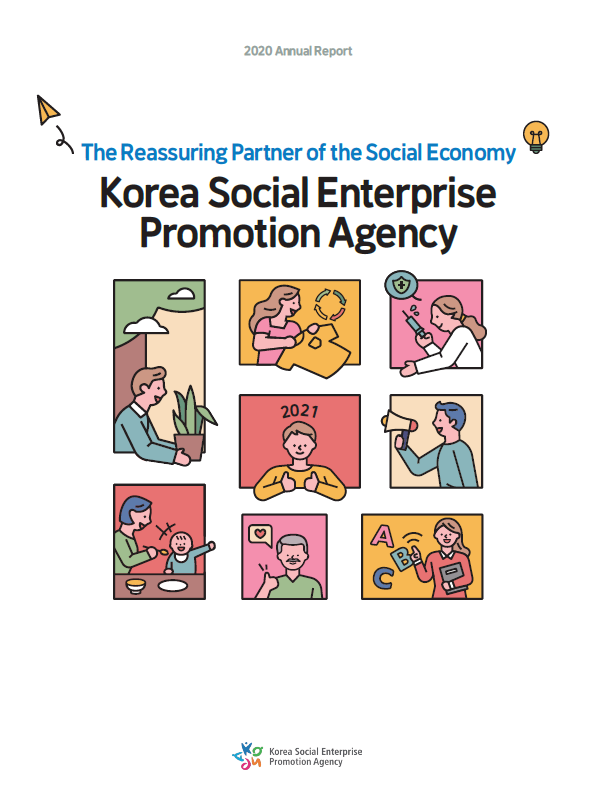 2020 Annual Report
The Reassuring Partner of the Social Economy
Korea Social Enterprise
Promotion Agency
2021
A
B
C
Korea Social Enterprise
Promotion Agency